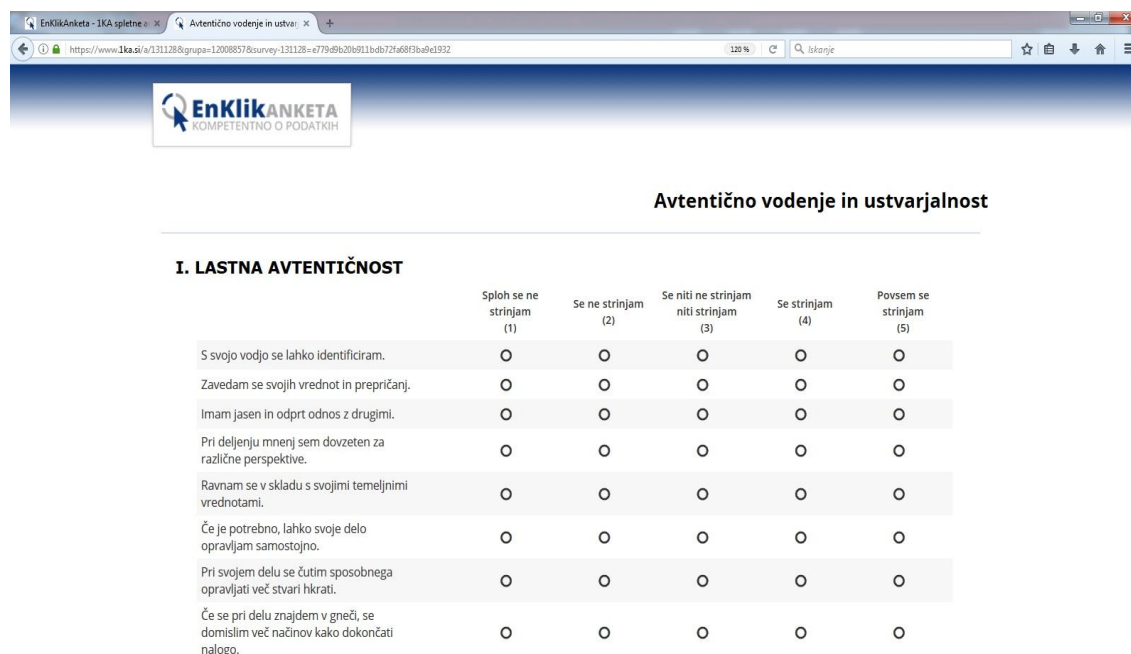 EnKlikAnketa - 1KA spletne a
Avtentično vodenje in ustvarj
https://www.1ka.si/a/131128&grupa=12008857&survey-131128=e779d9b20b911bdb72fa68f3ba9e1932
120 %
Iskanje
EnKlikANKETA
KOMPETENTNO O PODATKIH
Avtentično vodenje in ustvarjalnost
I. LASTNA AVTENTIČNOST
Sploh se ne strinjam (1)
Se ne strinjam (2)
Se niti ne strinjam niti strinjam (3)
Se strinjam (4)
Povsem se strinjam (5)
S svojo vodjo se lahko identificiram.
Zavedam se svojih vrednot in prepričanj.
Imam jasen in odprt odnos z drugimi.
Pri deljenju mnenj sem dovzeten za
različne perspektive.
Ravnam se v skladu s svojimi temeljnimi
vrednotami.
Če je potrebno, lahko svoje delo
opravljam samostojno.
Pri svojem delu se čutim sposobnega
opravljati več stvari hkrati.
Če se pri delu znajdem v gneči, se
domislim več načinov kako dokončati
nalogo.